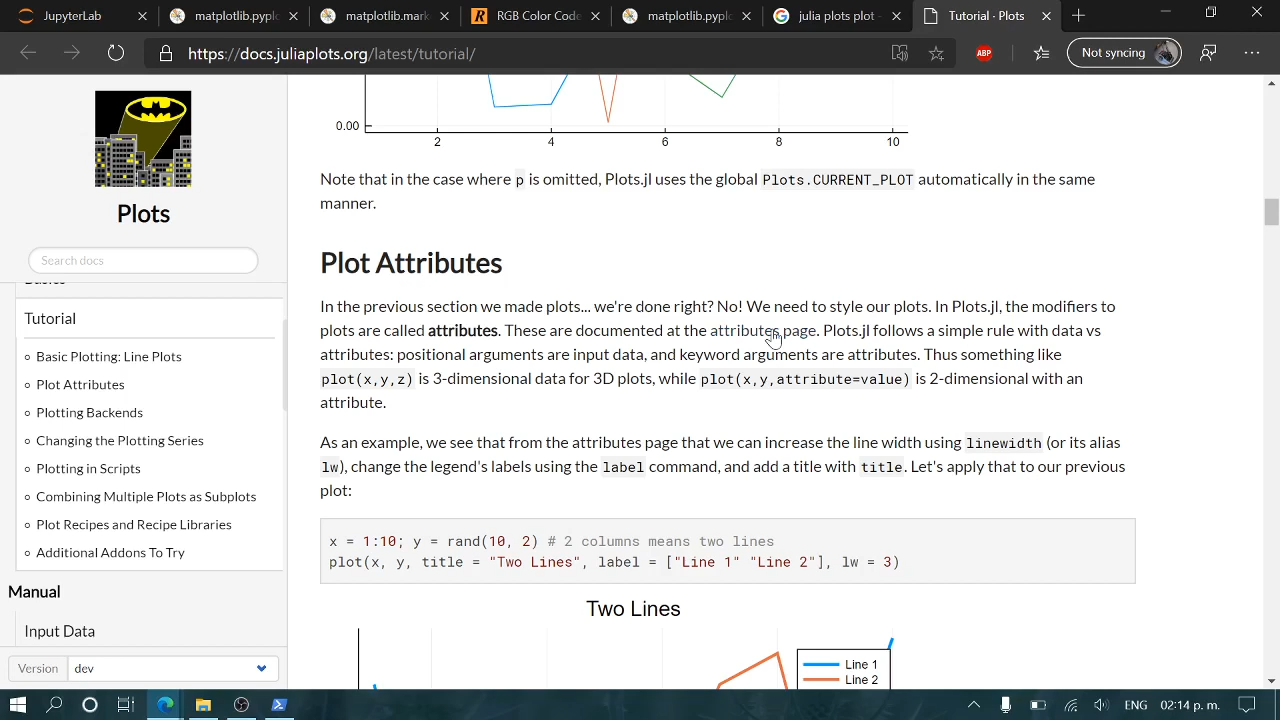 JupyterLab
matplotlib.pyplo
matplotlib.mark
RGB Color Code
matplotlib.pyplo
julia plots plot -
Tutorial · Plots
https://docs.juliaplots.org/latest/tutorial/
ABP
Not syncing
Plots
Search docs
Tutorial
Basic Plotting: Line Plots
Plot Attributes
Plotting Backends
Changing the Plotting Series
Plotting in Scripts
Combining Multiple Plots as Subplots
Plot Recipes and Recipe Libraries
Additional Addons To Try
Manual
Input Data
Version dev
0.00
2 4 6 8 10
Note that in the case where p is omitted, Plots.jl uses the global Plots.CURRENT_PLOT automatically in the same
manner.
Plot Attributes
In the previous section we made plots... we're done right? No! We need to style our plots. In Plots.jl, the modifiers to
plots are called attributes. These are documented at the attributes page. Plots.jl follows a simple rule with data vs
attributes: positional arguments are input data, and keyword arguments are attributes. Thus something like
plot(x,y,z) is 3-dimensional data for 3D plots, while plot(x,y,attribute=value) is 2-dimensional with an
attribute.
As an example, we see that from the attributes page that we can increase the line width using linewidth (or its alias
lw), change the legend's labels using the label command, and add a title with title. Let's apply that to our previous
plot:
x = 1:10; y = rand(10, 2) # 2 columns means two lines
plot(x, y, title = "Two Lines", label = ["Line 1" "Line 2"], lw = 3)
Two Lines
Line 1
Line 2
ENG 02:14 p. m.